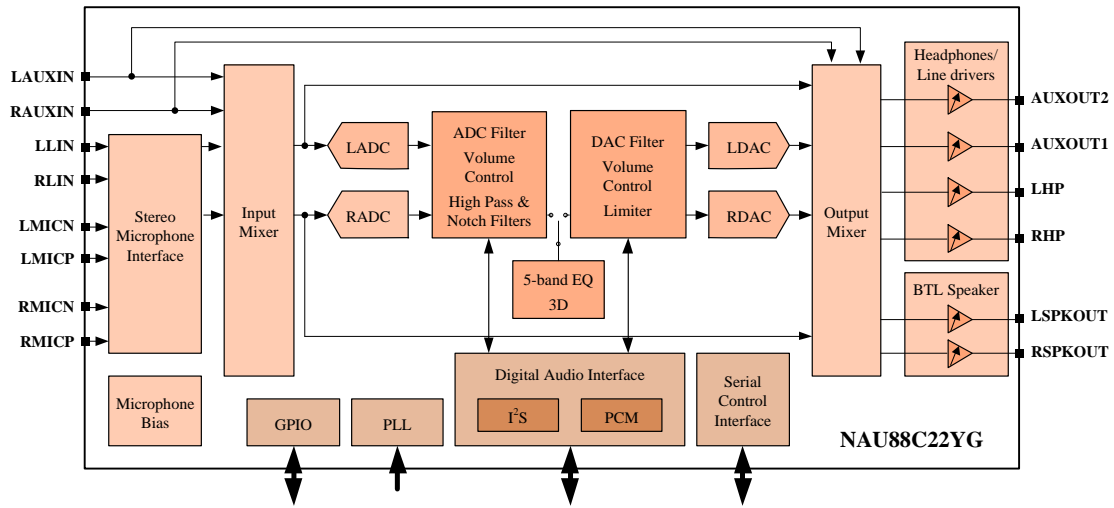 LAUXIN
RAUXIN
LLIN
RLIN
LMICN
LMICP
RMICN
RMICP
Stereo
Microphone
Interface
Microphone
Bias
Input
Mixer
LADC
RADC
ADC Filter
Volume
Control
High Pass &
Notch Filters
5-band EQ
3D
DAC Filter
Volume
Control
Limiter
LDAC
RDAC
Output
Mixer
Headphones/
Line drivers
BTL Speaker
AUXOUT2
AUXOUT1
LHP
RHP
LSPKOUT
RSPKOUT
GPIO
PLL
Digital Audio Interface
I²S
PCM
Serial
Control
Interface
NAU88C22YG